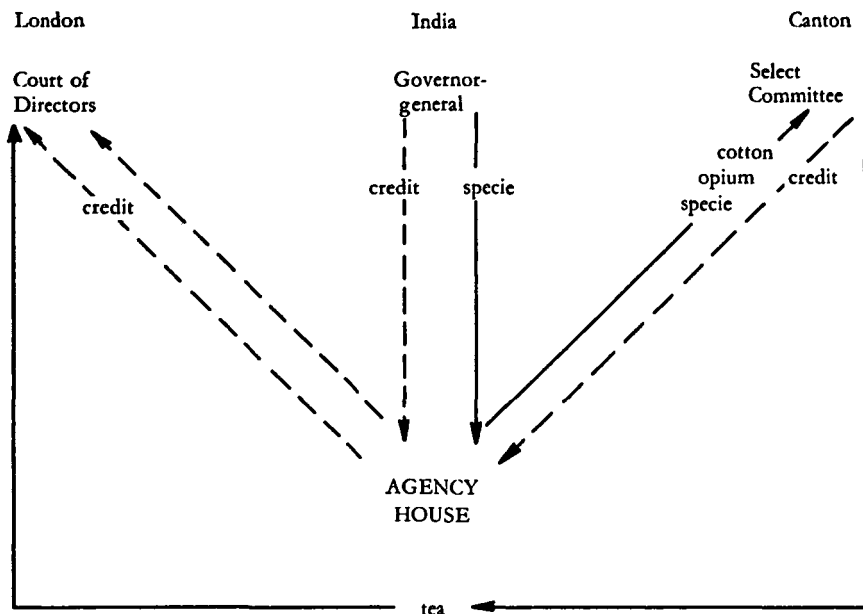 London
India
Canton
Court of
Directors
Governor-
general
Select
Committee
credit
credit
specie
cotton
opium
specie
credit
AGENCY
HOUSE
tea